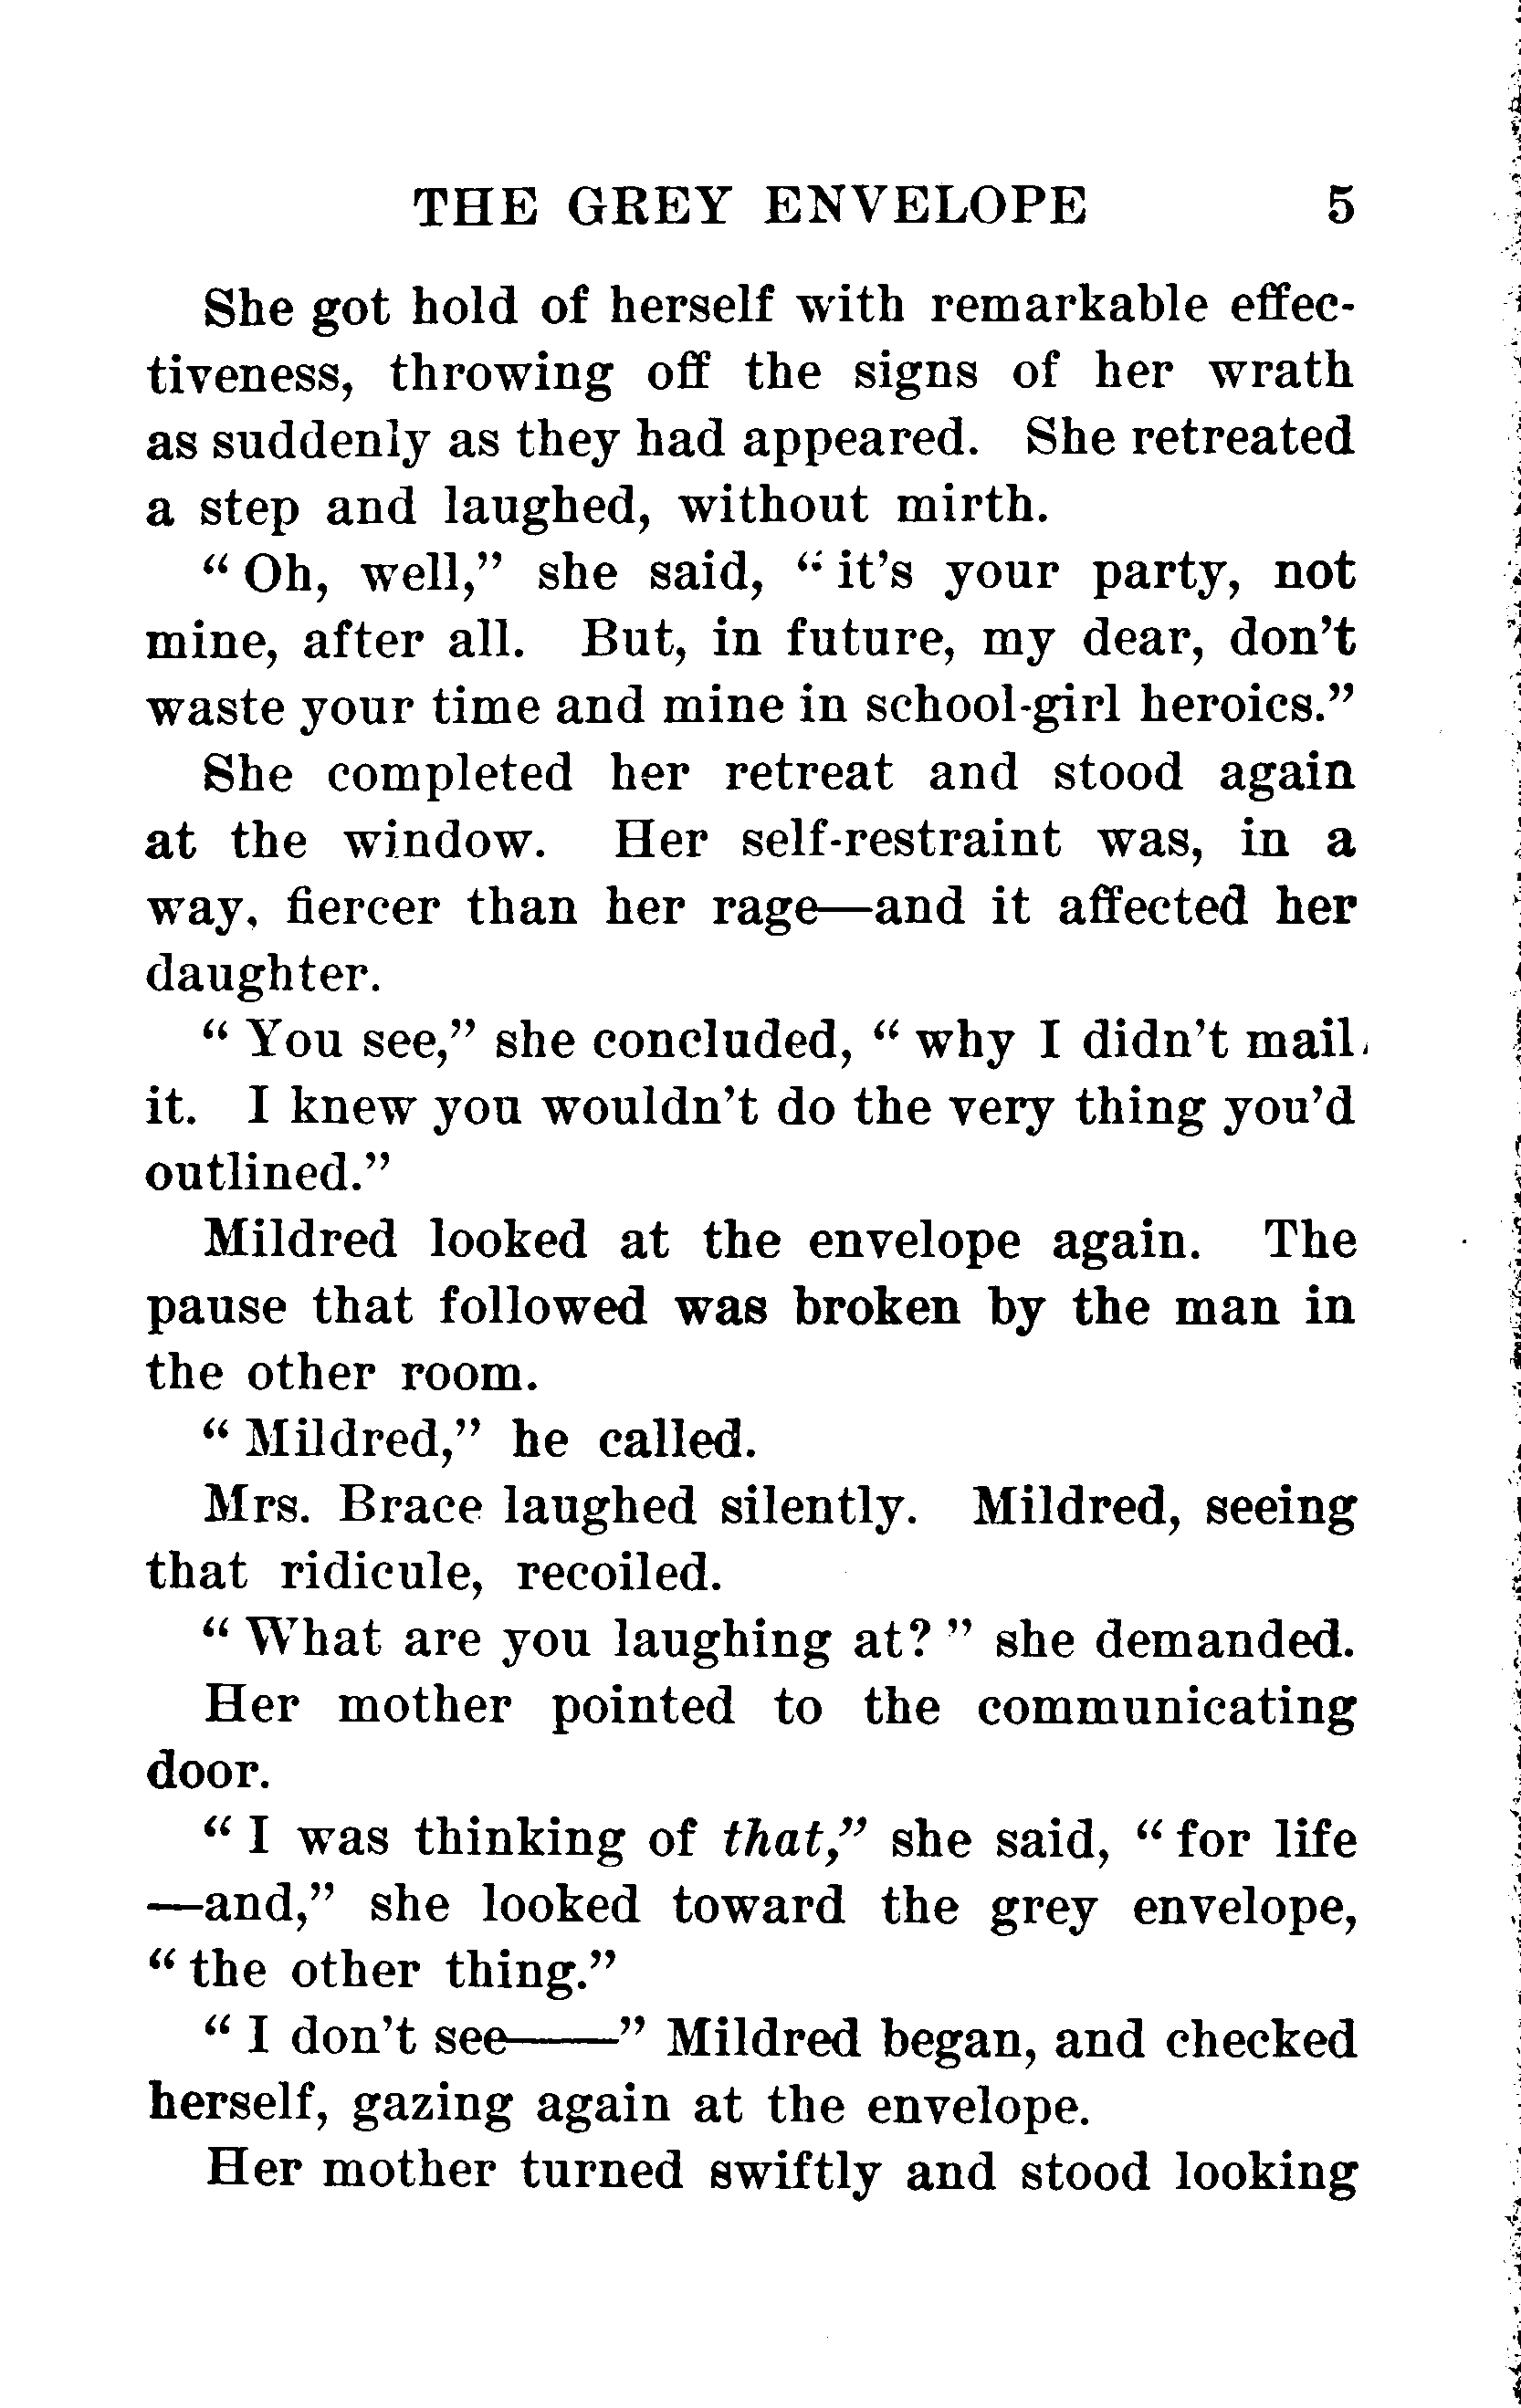 THE GREY ENVELOPE 5
She got hold of herself with remarkable effec-
tiveness, throwing off the signs of her wrath
as suddenly as they had appeared. She retreated
a step and laughed, without mirth.
“ Oh, well,” she said, “ it’s your party, not
mine, after all. But, in future, my dear, don’t
waste your time and mine in school-girl heroics.”
She completed her retreat and stood again
at the window. Her self-restraint was, in a
way, fiercer than her rage—and it affected her
daughter.
“ You see,” she concluded, “ why I didn’t mail
it. I knew you wouldn’t do the very thing you’d
outlined.”
Mildred looked at the envelope again. The
pause that followed was broken by the man in
the other room.
“ Mildred,” he called.
Mrs. Brace laughed silently. Mildred, seeing
that ridicule, recoiled.
“ What are you laughing at? ” she demanded.
Her mother pointed to the communicating
door.
“ I was thinking of that,” she said, “ for life
—and,” she looked toward the grey envelope,
“ the other thing.”
“ I don’t see——” Mildred began, and checked
herself, gazing again at the envelope.
Her mother turned swiftly and stood looking